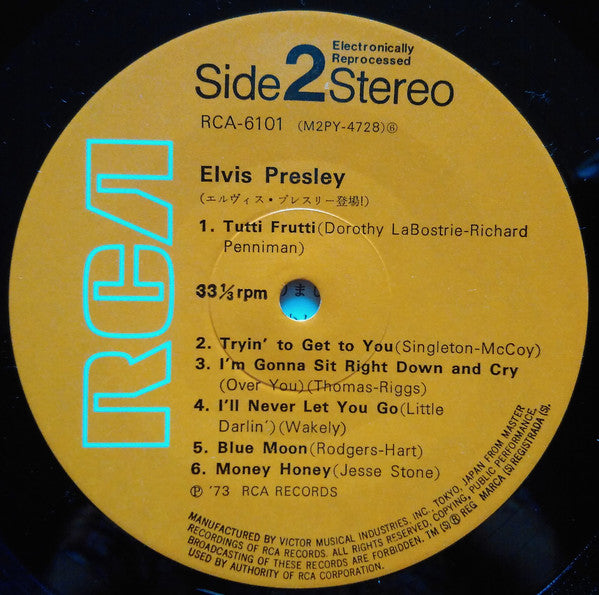 Electronically
Reprocessed
Side 2 Stereo
RCA-6101 (M2PY-4728)⑥
RCA
Elvis Presley
(エルヴィス・プレスリー登場!)
1. Tutti Frutti(Dorothy LaBostrie-Richard
Penniman)
33⅓ rpm
2. Tryin' to Get to You(Singleton-McCoy)
3. I'm Gonna Sit Right Down and Cry
(Over You)(Thomas-Riggs)
4. I'll Never Let You Go(Little
Darlin')(Wakely)
5. Blue Moon(Rodgers-Hart)
6. Money Honey(Jesse Stone)
℗ '73 RCA RECORDS
MANUFACTURED BY VICTOR MUSICAL INDUSTRIES, INC., TOKYO, JAPAN FROM MASTER
RECORDINGS OF RCA RECORDS. ALL RIGHTS RESERVED, COPYING, PUBLIC PERFORMANCE,
BROADCASTING OF THESE RECORDS ARE FORBIDDEN. TM (S) ® REG MARCA (S) REGISTRADA (S).
USED BY AUTHORITY OF RCA CORPORATION.